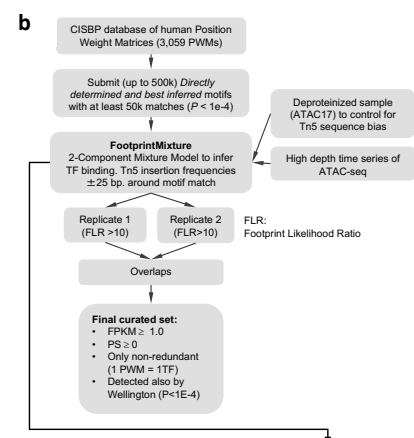 b
CISBP database of human Position
Weight Matrices (3,059 PWMs)
Submit (up to 500k) Directly
determined and best inferred motifs
with at least 50k matches (P < 1e-4)
Deproteinized sample
(ATAC17) to control for
Tn5 sequence bias
FootprintMixture
2-Component Mixture Model to infer
TF binding. Tn5 insertion frequencies
±25 bp. around motif match
High depth time series of
ATAC-seq
Replicate 1
(FLR >10)
Replicate 2
(FLR>10)
FLR:
Footprint Likelihood Ratio
Overlaps
Final curated set:
• FPKM ≥ 1.0
• PS ≥ 0
• Only non-redundant
(1 PWM = 1TF)
• Detected also by
Wellington (P<1E-4)